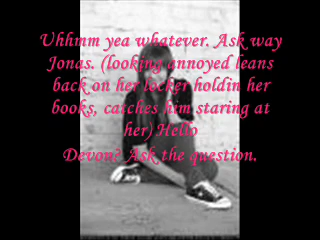 Uhhmm yea whatever. Ask way
Jonas. (looking annoyed leans
back on her locker holdin her
books, catches him staring at
her) Hello
Devon? Ask the question.